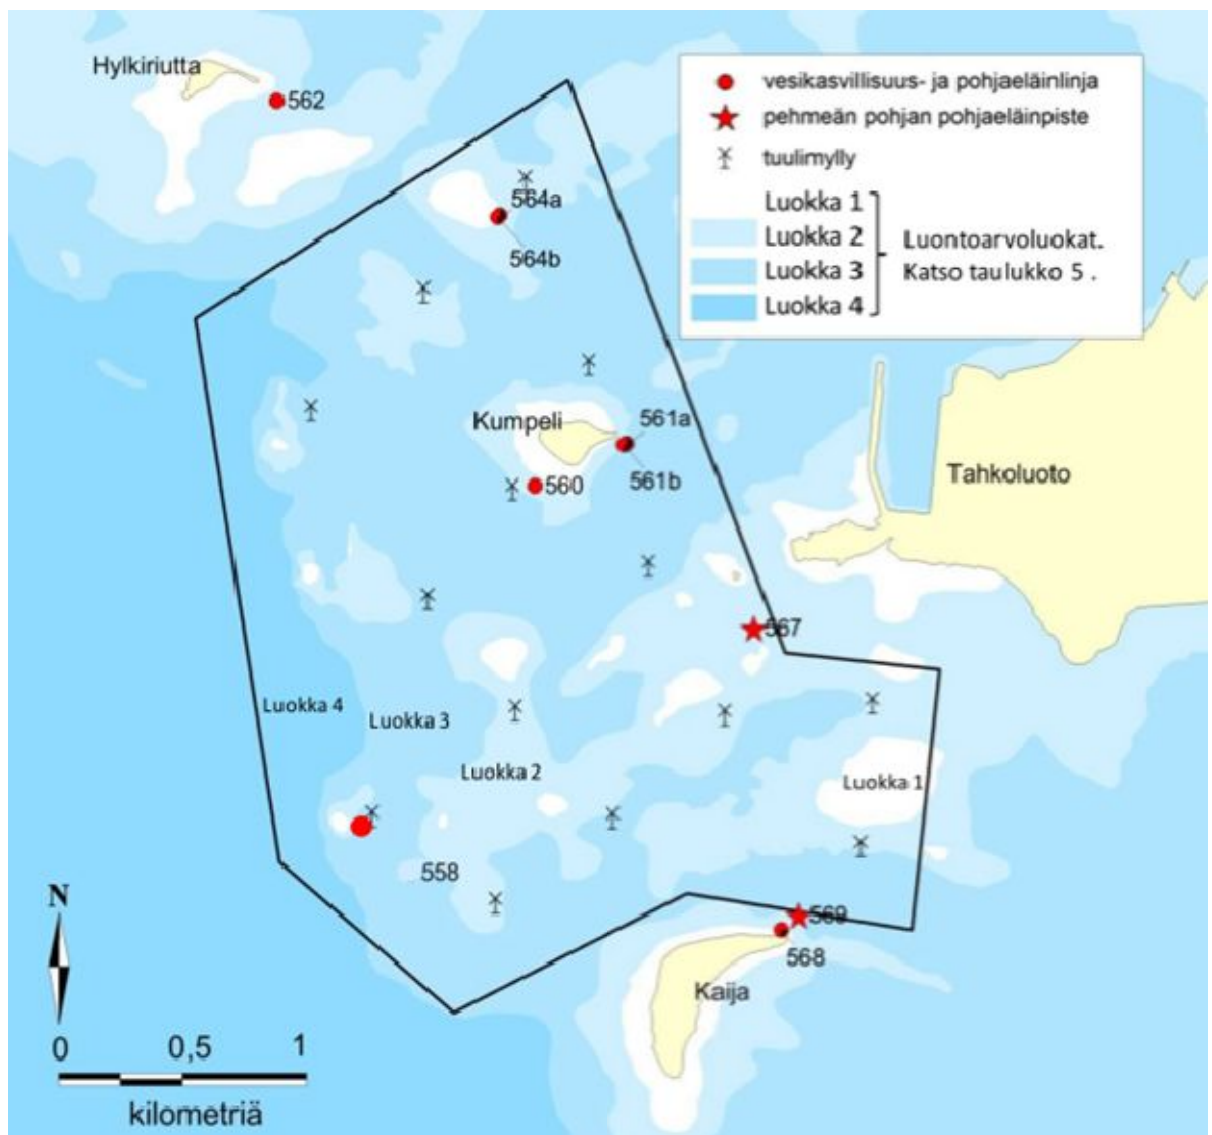 Hylkiriutta
562
vesikasvillisuus- ja pohjaeläinlinja
pehmeän pohjan pohjaeläinpiste
tuulimylly
Luokka 1
Luokka 2
Luokka 3
Luokka 4
Luontoarvoluokat.
Katso taulukko 5 .
564a
564b
Kumpeli
561a
561b
560
Tahkoluoto
567
Luokka 4
Luokka 3
Luokka 2
Luokka 1
558
569
568
Kaija
N
0 0,5 1
kilometriä